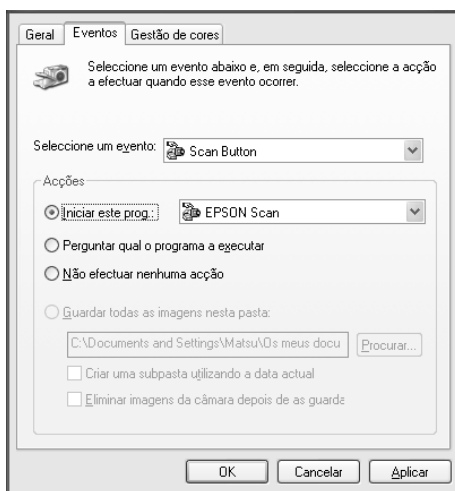 Geral Eventos Gestão de cores
Seleccione um evento abaixo e, em seguida, seleccione a acção
a efectuar quando esse evento ocorrer.
Seleccione um evento: Scan Button
Acções
Iniciar este prog.: EPSON Scan
Perguntar qual o programa a executar
Não efectuar nenhuma acção
Guardar todas as imagens nesta pasta:
C:\Documents and Settings\Matsu\Os meus docu Procurar...
Criar uma subpasta utilizando a data actual
Eliminar imagens da câmara depois de as guarda
OK Cancelar Aplicar